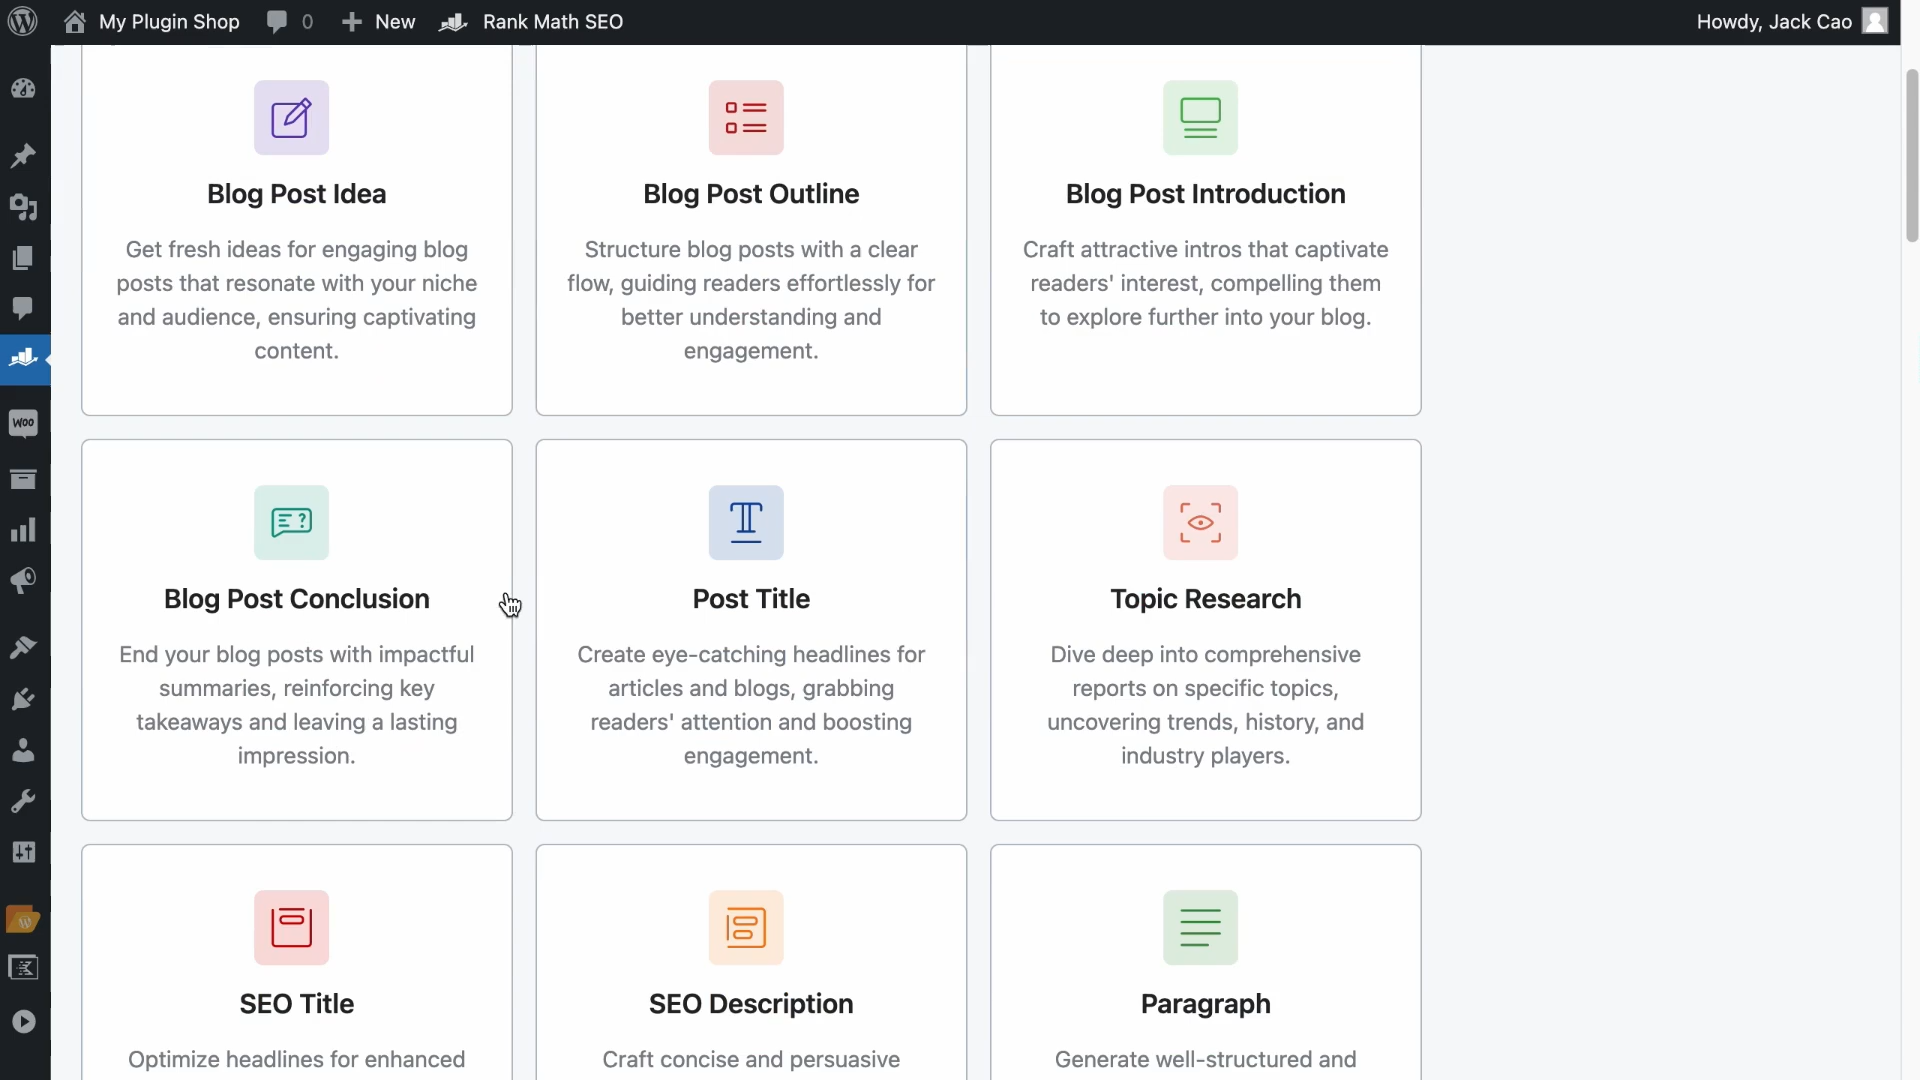 My Plugin Shop 0 New Rank Math SEO Howdy, Jack Cao
Blog Post Idea
Get fresh ideas for engaging blog
posts that resonate with your niche
and audience, ensuring captivating
content.
Blog Post Outline
Structure blog posts with a clear
flow, guiding readers effortlessly for
better understanding and
engagement.
Blog Post Introduction
Craft attractive intros that captivate
readers' interest, compelling them
to explore further into your blog.
Woo
Blog Post Conclusion
End your blog posts with impactful
summaries, reinforcing key
takeaways and leaving a lasting
impression.
Post Title
Create eye-catching headlines for
articles and blogs, grabbing
readers' attention and boosting
engagement.
Topic Research
Dive deep into comprehensive
reports on specific topics,
uncovering trends, history, and
industry players.
SEO Title
Optimize headlines for enhanced
SEO Description
Craft concise and persuasive
Paragraph
Generate well-structured and